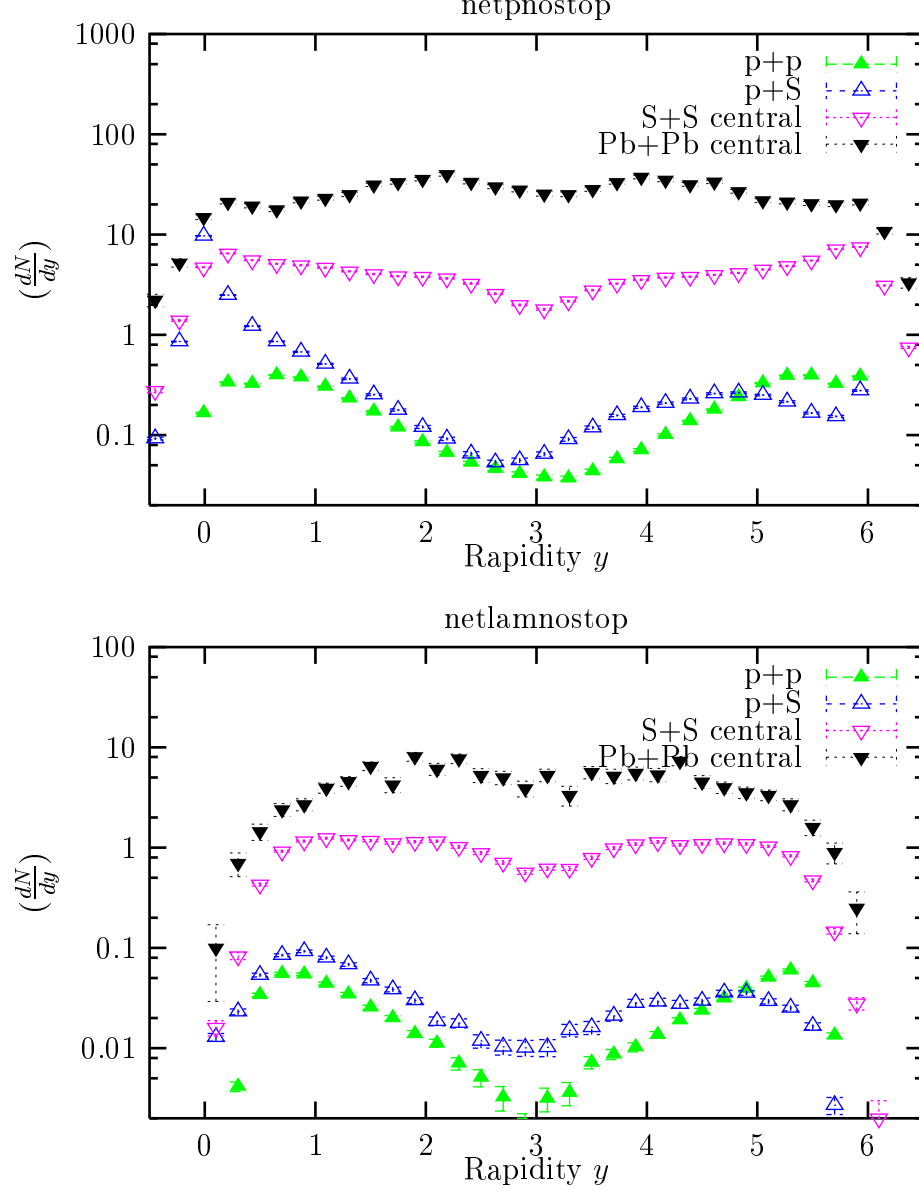 netpnostop
1000
100
10
1
0.1
(dN/dy)
p+p
p+S
S+S central
Pb+Pb central
0 1 2 3 4 5 6
Rapidity y
netlamnostop
100
10
1
0.1
0.01
(dN/dy)
p+p
p+S
S+S central
Pb+Pb central
0 1 2 3 4 5 6
Rapidity y